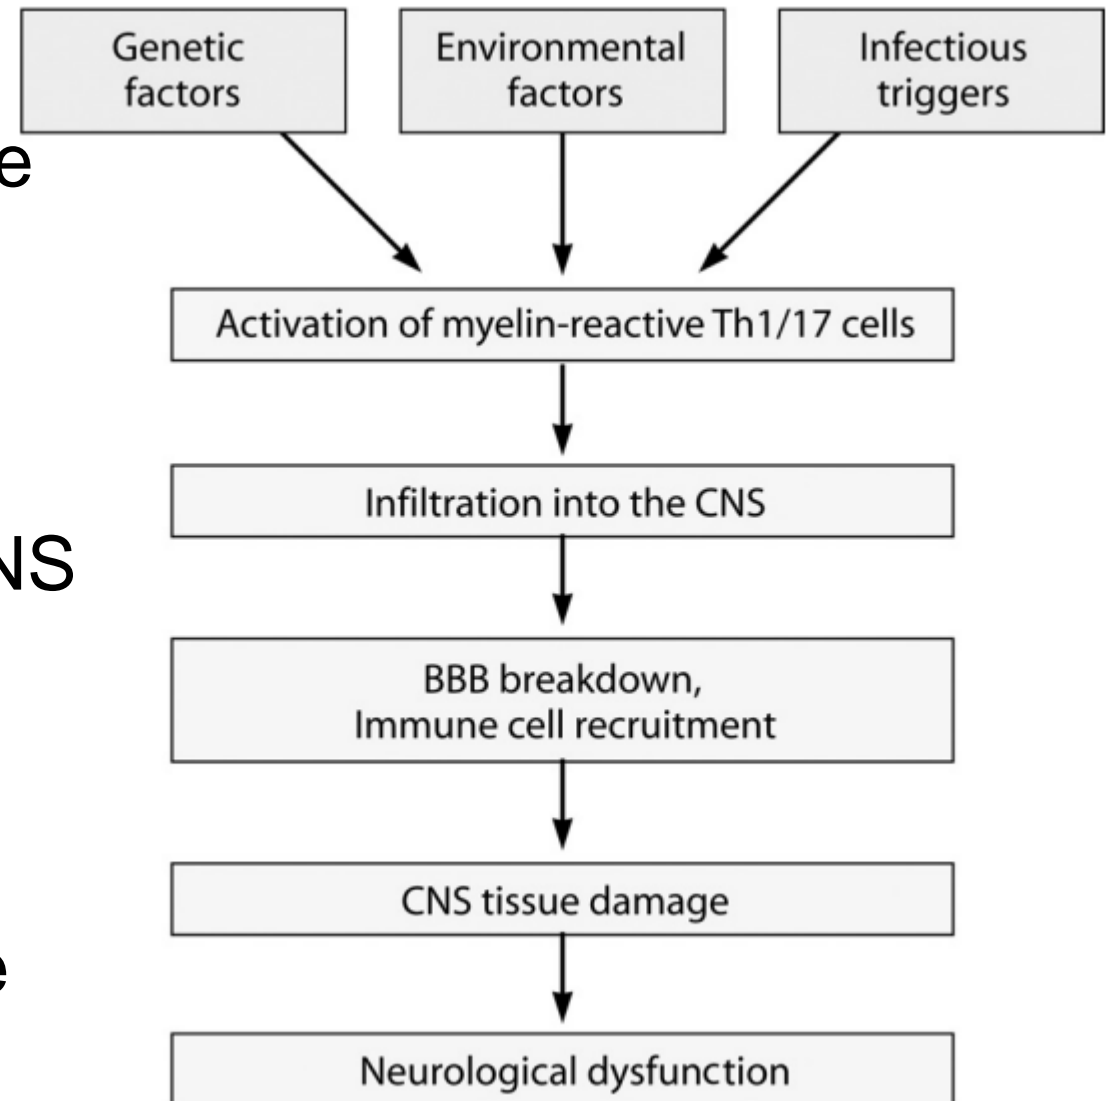 Genetic
factors
Environmental
factors
Infectious
triggers
e
Activation of myelin-reactive Th1/17 cells
Infiltration into the CNS
NS
BBB breakdown,
Immune cell recruitment
CNS tissue damage
e
Neurological dysfunction